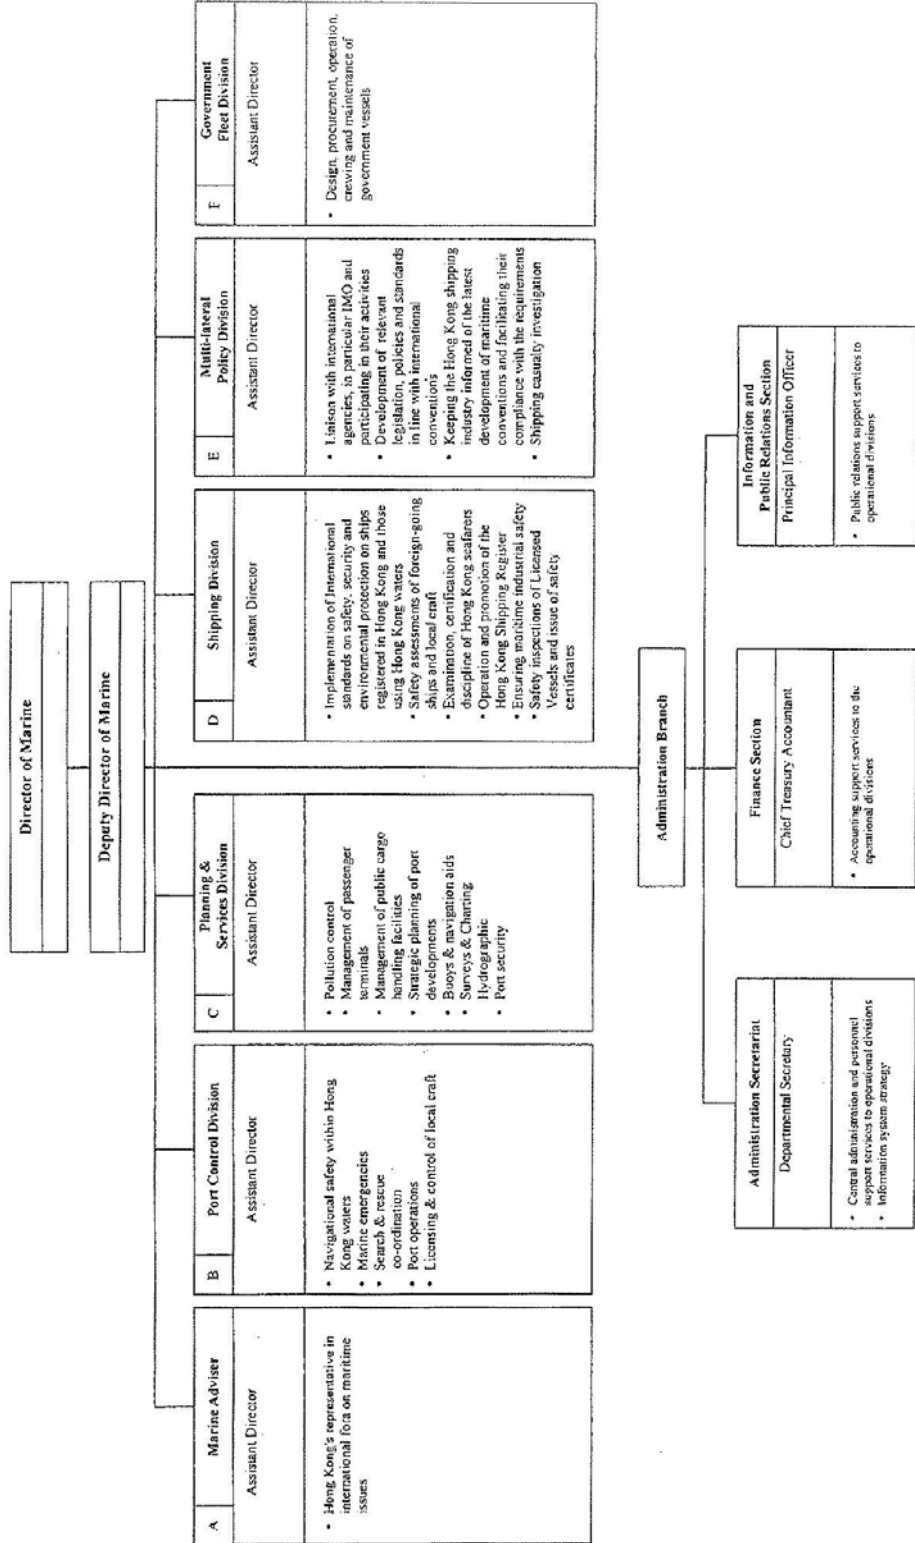 Director of Marine
Deputy Director of Marine
A
Marine Adviser
Assistant Director
• Hong Kong's representative in
international fora on maritime
issues
B
Port Control Division
Assistant Director
• Navigational safety within Hong
Kong waters
• Marine emergencies
• Search & rescue
co-ordination
• Port operations
• Licensing & control of local craft
C
Planning &
Services Division
Assistant Director
• Pollution control
• Management of passenger
terminals
• Management of public cargo
handling facilities
• Strategic planning of port
developments
• Buoys & navigation aids
• Surveys & Charting
Hydrographic
• Port security
D
Shipping Division
Assistant Director
• Implementation of International
standards on safety, security and
environmental protection on ships
registered in Hong Kong and those
using Hong Kong waters
• Safety assessments of foreign-going
ships and local craft
• Examination, certification and
discipline of Hong Kong seafarers
• Operation and promotion of the
Hong Kong Shipping Register
• Ensuring maritime industrial safety
• Safety inspections of Licensed
Vessels and issue of safety
certificates
E
Multi-lateral
Policy Division
Assistant Director
• Liaison with international
agencies, in particular IMO and
participating in their activities
• Development of relevant
legislation, policies and standards
in line with international
conventions
• Keeping the Hong Kong shipping
industry informed of the latest
development of maritime
conventions and facilitating their
compliance with the requirements
• Shipping casualty investigation
F
Government
Fleet Division
Assistant Director
• Design, procurement, operation,
crewing and maintenance of
government vessels
Administration Branch
Administration Secretariat
Departmental Secretary
• Central administration and personnel
support services to operational divisions
• Information system strategy
Finance Section
Chief Treasury Accountant
• Accounting support services to the
operational divisions
Information and
Public Relations Section
Principal Information Officer
• Public relations support services to
operational divisions